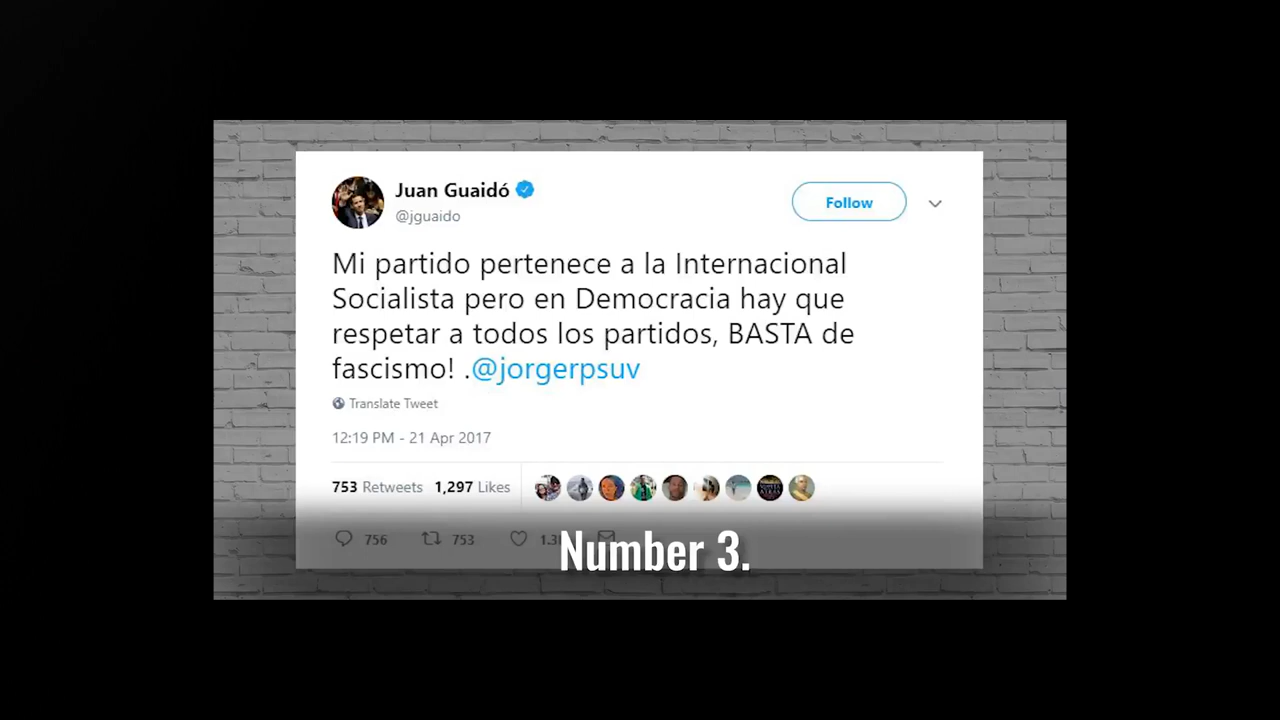 Juan Guaidó
@jguaido
Follow
Mi partido pertenece a la Internacional
Socialista pero en Democracia hay que
respetar a todos los partidos, BASTA de
fascismo! .@jorgerpsuv
Translate Tweet
12:19 PM - 21 Apr 2017
753 Retweets 1,297 Likes
756 753
Number 3.